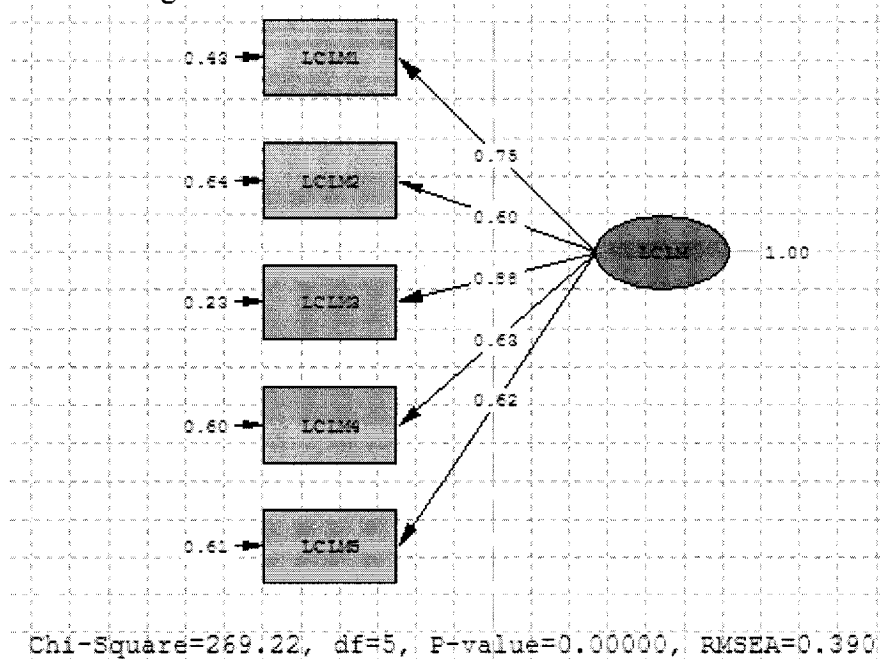 0.43 LCLM1
0.75
0.64 LCLM2
0.60
LCLM 1.00
0.88
0.23 LCLM3
0.63
0.62
0.60 LCLM4
0.61 LCLM5
Chi-Square=269.22, df=5, P-value=0.00000, RMSEA=0.390